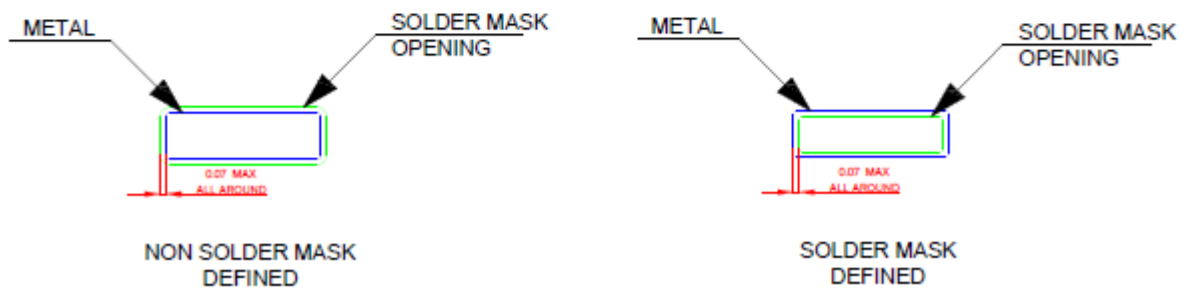 METAL
SOLDER MASK
OPENING
0.07 MAX
ALL AROUND
NON SOLDER MASK
DEFINED
METAL
SOLDER MASK
OPENING
0.07 MAX
ALL AROUND
SOLDER MASK
DEFINED